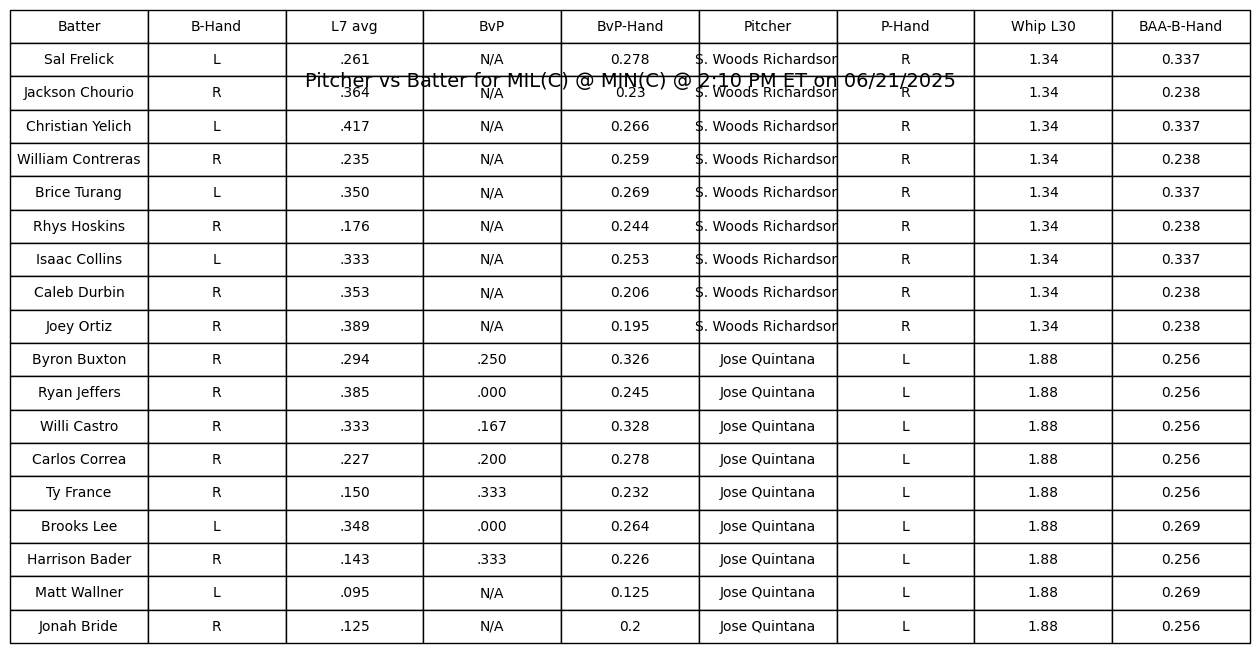 Batter B-Hand L7 avg BvP BvP-Hand Pitcher P-Hand Whip L30 BAA-B-Hand
Sal Frelick L .261 N/A 0.278 S. Woods Richardson R 1.34 0.337
Pitcher vs Batter for MIL(C) @ MIN(C) @ 2:10 PM ET on 06/21/2025
Jackson Chourio R .364 N/A 0.23 S. Woods Richardson R 1.34 0.238
Christian Yelich L .417 N/A 0.266 S. Woods Richardson R 1.34 0.337
William Contreras R .235 N/A 0.259 S. Woods Richardson R 1.34 0.238
Brice Turang L .350 N/A 0.269 S. Woods Richardson R 1.34 0.337
Rhys Hoskins R .176 N/A 0.244 S. Woods Richardson R 1.34 0.238
Isaac Collins L .333 N/A 0.253 S. Woods Richardson R 1.34 0.337
Caleb Durbin R .353 N/A 0.206 S. Woods Richardson R 1.34 0.238
Joey Ortiz R .389 N/A 0.195 S. Woods Richardson R 1.34 0.238
Byron Buxton R .294 .250 0.326 Jose Quintana L 1.88 0.256
Ryan Jeffers R .385 .000 0.245 Jose Quintana L 1.88 0.256
Willi Castro R .333 .167 0.328 Jose Quintana L 1.88 0.256
Carlos Correa R .227 .200 0.278 Jose Quintana L 1.88 0.256
Ty France R .150 .333 0.232 Jose Quintana L 1.88 0.256
Brooks Lee L .348 .000 0.264 Jose Quintana L 1.88 0.269
Harrison Bader R .143 .333 0.226 Jose Quintana L 1.88 0.256
Matt Wallner L .095 N/A 0.125 Jose Quintana L 1.88 0.269
Jonah Bride R .125 N/A 0.2 Jose Quintana L 1.88 0.256